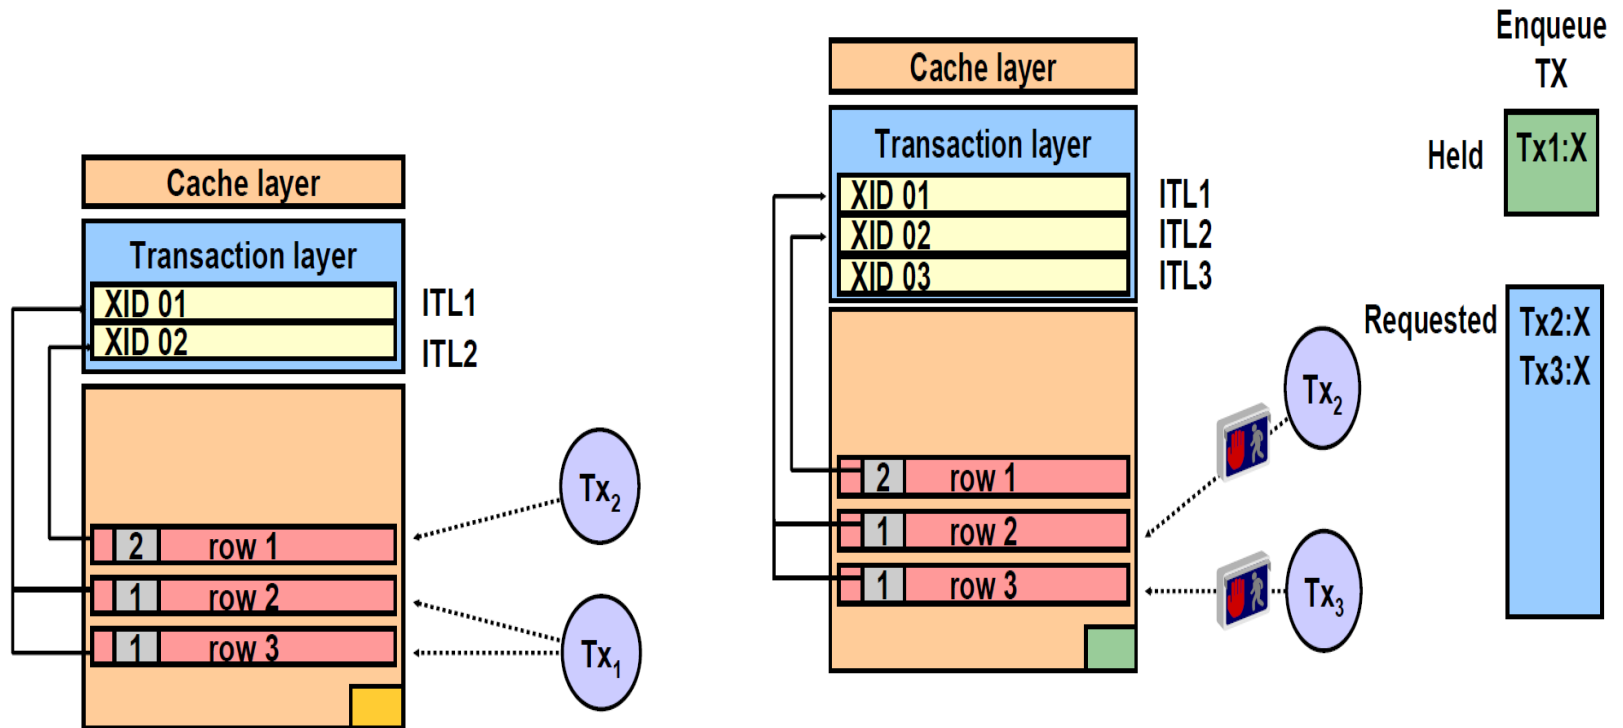 Cache layer
Transaction layer
XID 01
ITL1
XID 02
ITL2
2 row 1
1 row 2
1 row 3
Tx2
Tx1
Cache layer
Transaction layer
XID 01
ITL1
XID 02
ITL2
XID 03
ITL3
2 row 1
1 row 2
1 row 3
Tx2
Tx3
Enqueue
TX
Held
Tx1:X
Requested
Tx2:X
Tx3:X